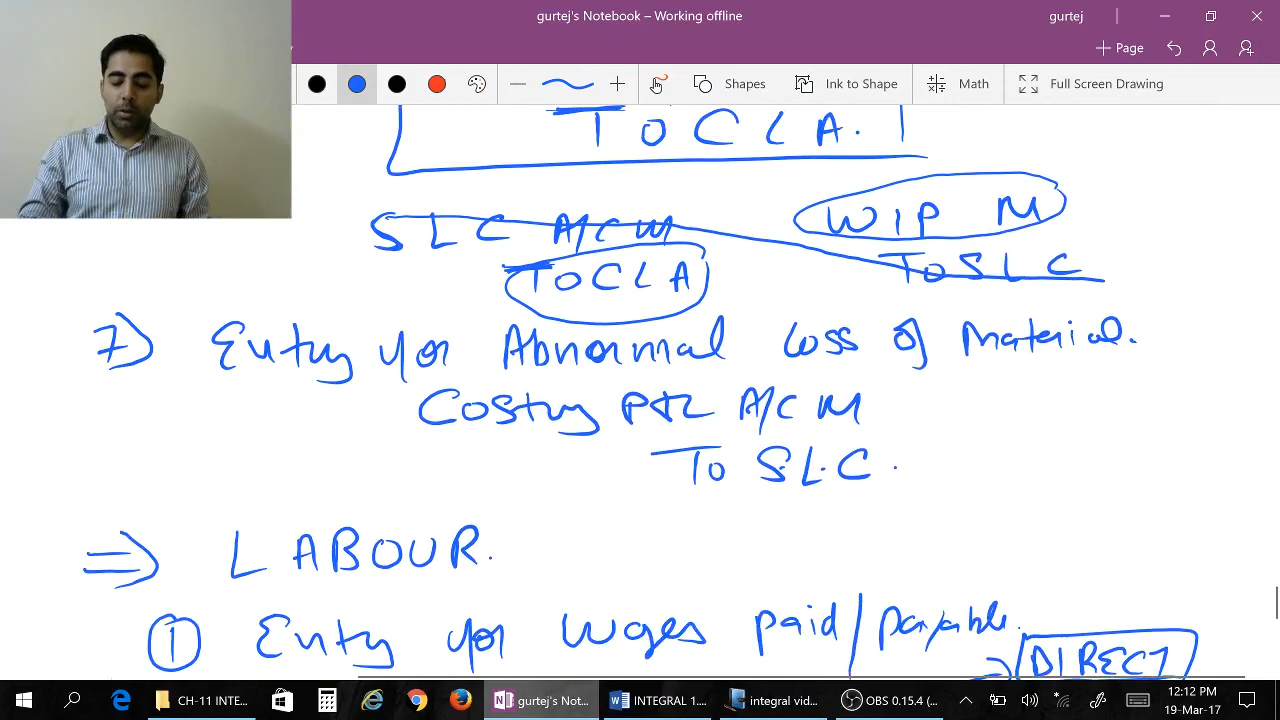 gurtej's Notebook – Working offline
gurtej
Page
Shapes
Ink to Shape
Math
Full Screen Drawing
TO CLA.
SLC A/C M
WIP M
TO CLA
TO SLC
7) Entry for Abnormal loss of Material.
Costing P&L A/C M
To S.L.C.
⇒ LABOUR.
① Entry for wages paid/payable.
→ DIRECT
CH-11 INTE...
gurtej's Noteb...
INTEGRAL 1....
integral vid...
OBS 0.15.4 (...
12:12 PM
19-Mar-17